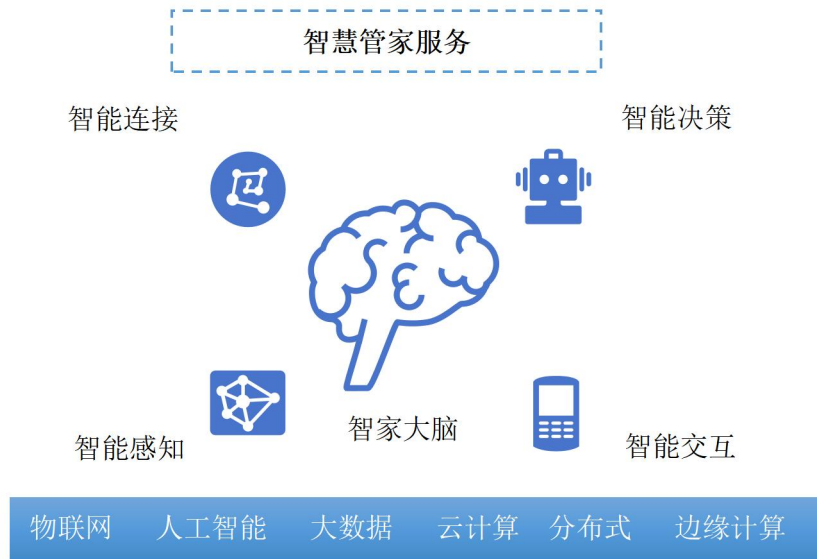 智慧管家服务
智能连接
智能决策
智家大脑
智能感知
智能交互
物联网 人工智能 大数据 云计算 分布式 边缘计算